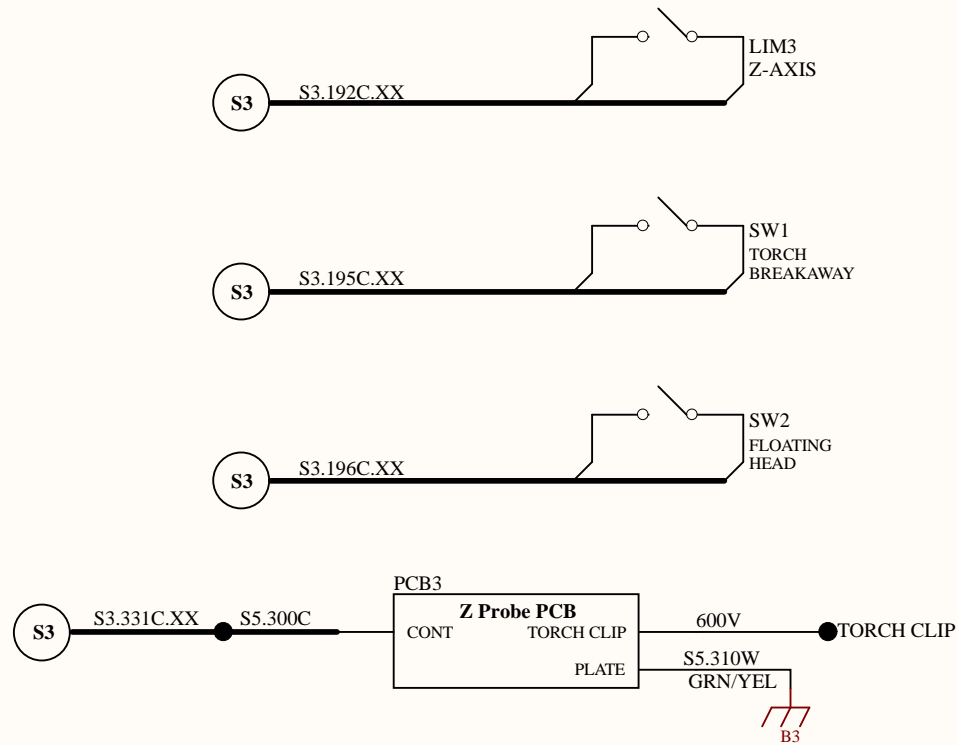 LIM3
Z-AXIS
S3
S3.192C.XX
SW1
TORCH
BREAKAWAY
S3
S3.195C.XX
SW2
FLOATING
HEAD
S3
S3.196C.XX
PCB3
S3
S3.331C.XX
S5.300C
Z Probe PCB
CONT
TORCH CLIP
600V
TORCH CLIP
PLATE
S5.310W
GRN/YEL
B3